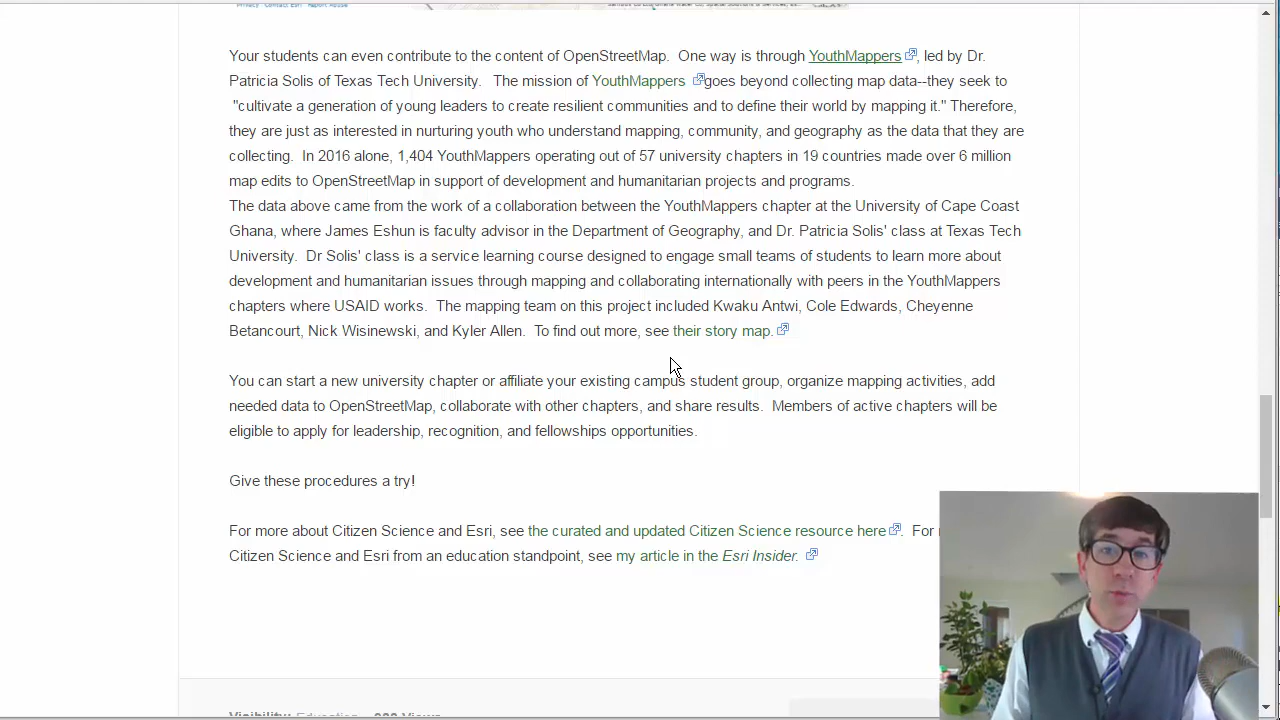 Privacy Contact Esri Report Abuse
Your students can even contribute to the content of OpenStreetMap.  One way is through YouthMappers, led by Dr.
Patricia Solis of Texas Tech University.   The mission of YouthMappers goes beyond collecting map data--they seek to
"cultivate a generation of young leaders to create resilient communities and to define their world by mapping it." Therefore,
they are just as interested in nurturing youth who understand mapping, community, and geography as the data that they are
collecting.  In 2016 alone, 1,404 YouthMappers operating out of 57 university chapters in 19 countries made over 6 million
map edits to OpenStreetMap in support of development and humanitarian projects and programs.
The data above came from the work of a collaboration between the YouthMappers chapter at the University of Cape Coast
Ghana, where James Eshun is faculty advisor in the Department of Geography, and Dr. Patricia Solis' class at Texas Tech
University.  Dr Solis' class is a service learning course designed to engage small teams of students to learn more about
development and humanitarian issues through mapping and collaborating internationally with peers in the YouthMappers
chapters where USAID works.  The mapping team on this project included Kwaku Antwi, Cole Edwards, Cheyenne
Betancourt, Nick Wisinewski, and Kyler Allen.  To find out more, see their story map.
You can start a new university chapter or affiliate your existing campus student group, organize mapping activities, add
needed data to OpenStreetMap, collaborate with other chapters, and share results.  Members of active chapters will be
eligible to apply for leadership, recognition, and fellowships opportunities.
Give these procedures a try!
For more about Citizen Science and Esri, see the curated and updated Citizen Science resource here.  For
Citizen Science and Esri from an education standpoint, see my article in the Esri Insider.
Visibility: Education Views